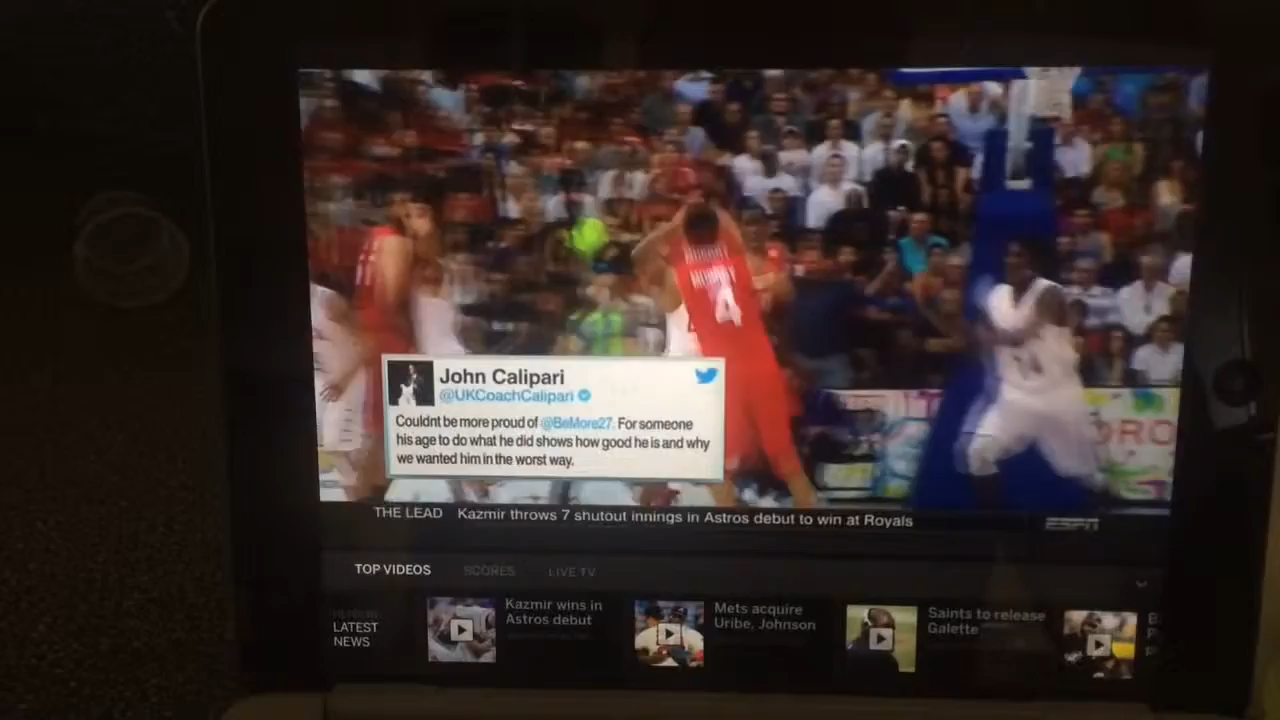 MURRAY
4
John Calipari
@UKCoachCalipari
Couldnt be more proud of @BeMore27. For someone
his age to do what he did shows how good he is and why
we wanted him in the worst way.
THE LEAD Kazmir throws 7 shutout innings in Astros debut to win at Royals
ESPN
TOP VIDEOS SCORES LIVE TV
LATEST
NEWS
Kazmir wins in
Astros debut
Mets acquire
Uribe, Johnson
Saints to release
Galette